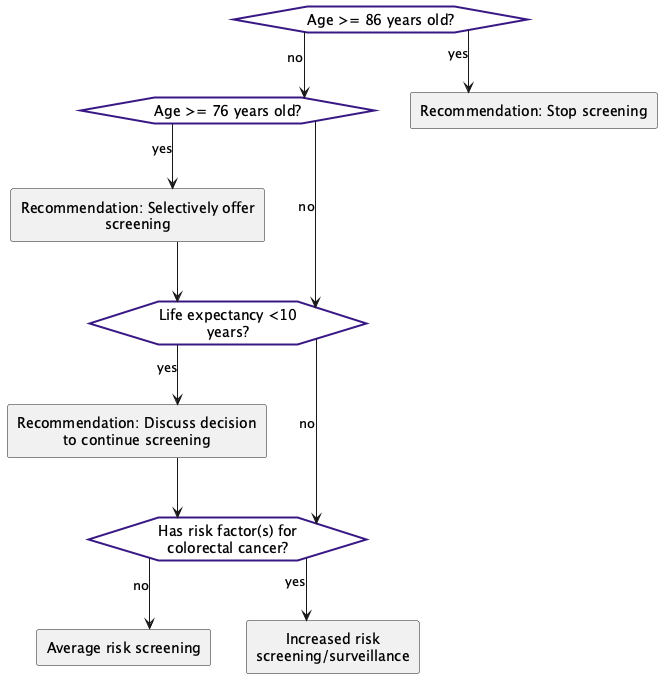 Age >= 86 years old?
no
yes
Age >= 76 years old?
Recommendation: Stop screening
yes
Recommendation: Selectively offer
screening
no
Life expectancy <10
years?
yes
Recommendation: Discuss decision
to continue screening
no
Has risk factor(s) for
colorectal cancer?
no
yes
Average risk screening
Increased risk
screening/surveillance